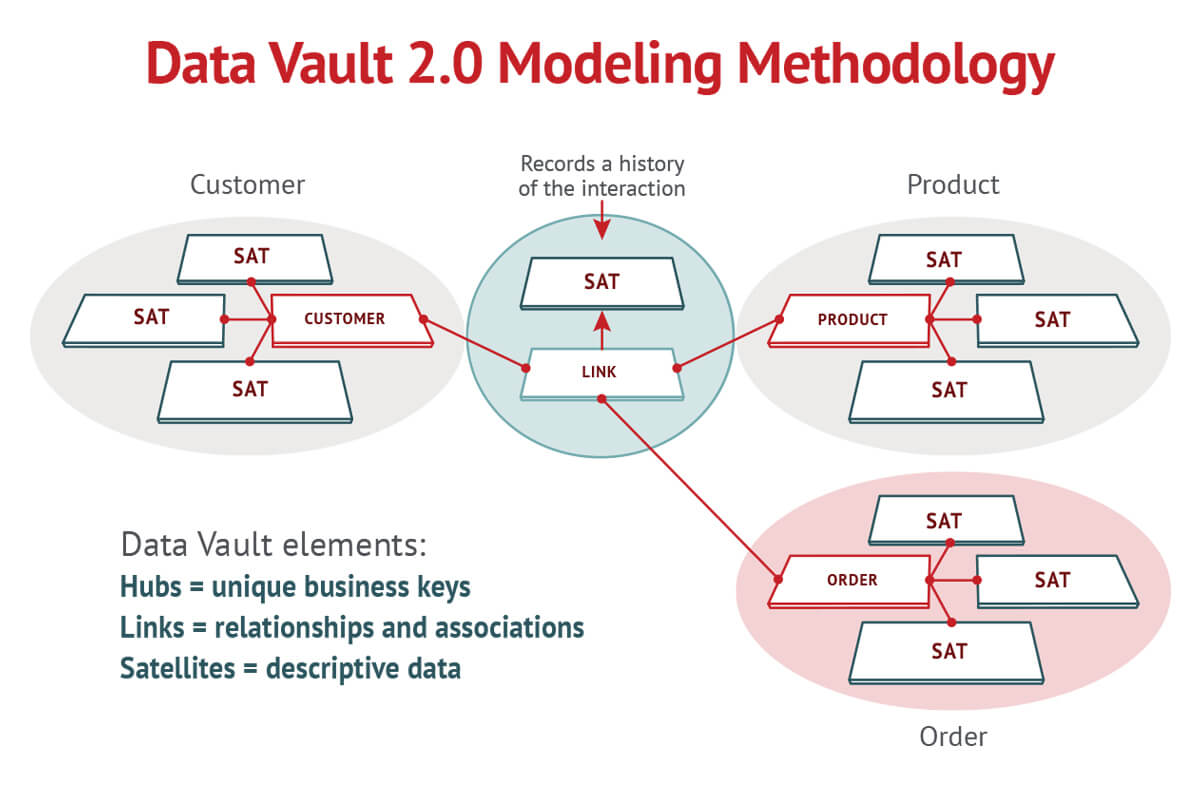 Data Vault 2.0 Modeling Methodology
Customer
Records a history
of the interaction
Product
SAT
SAT
CUSTOMER
SAT
SAT
LINK
SAT
PRODUCT
SAT
SAT
SAT
ORDER
SAT
SAT
Order
Data Vault elements:
Hubs = unique business keys
Links = relationships and associations
Satellites = descriptive data